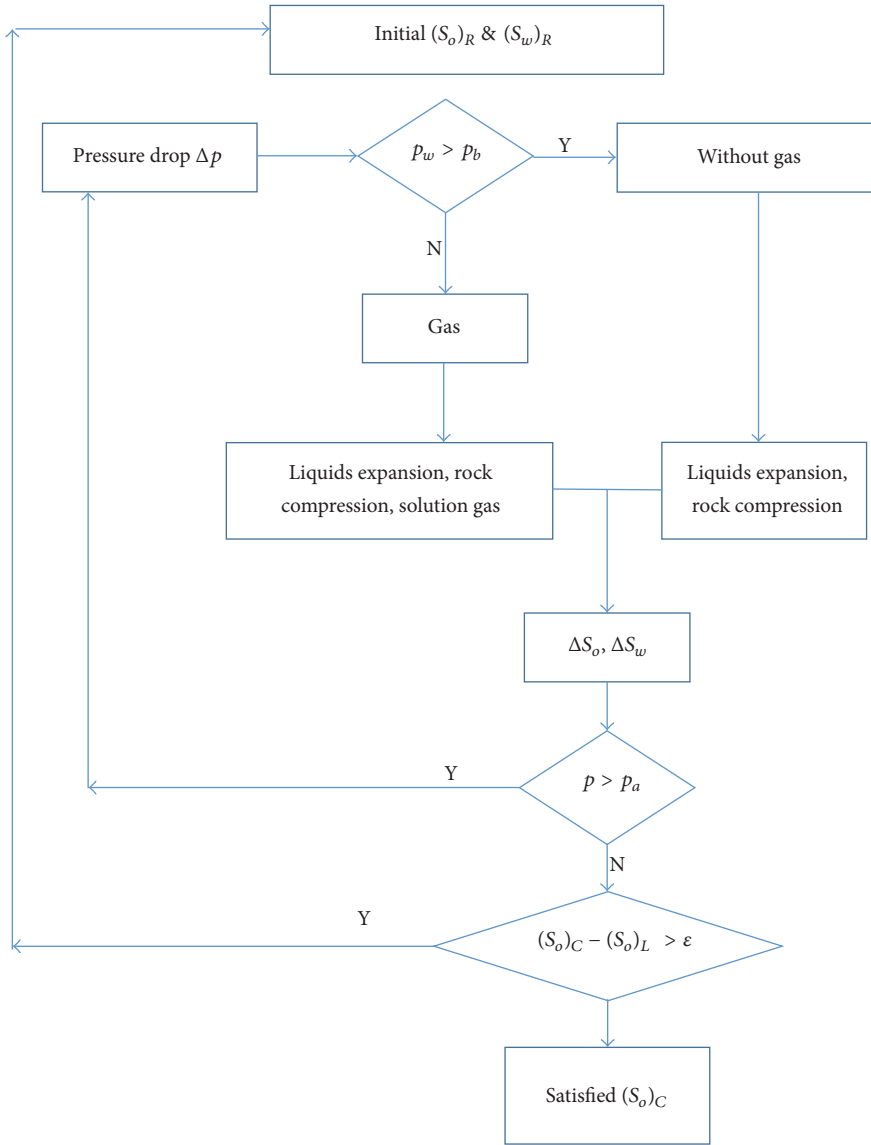 Initial (S_o)_R & (S_w)_R
Pressure drop Δp
p_w > p_b
Y
Without gas
N
Gas
Liquids expansion, rock
compression, solution gas
Liquids expansion,
rock compression
ΔS_o, ΔS_w
p > p_a
Y
N
(S_o)_C − (S_o)_L > ε
Y
Satisfied (S_o)_C